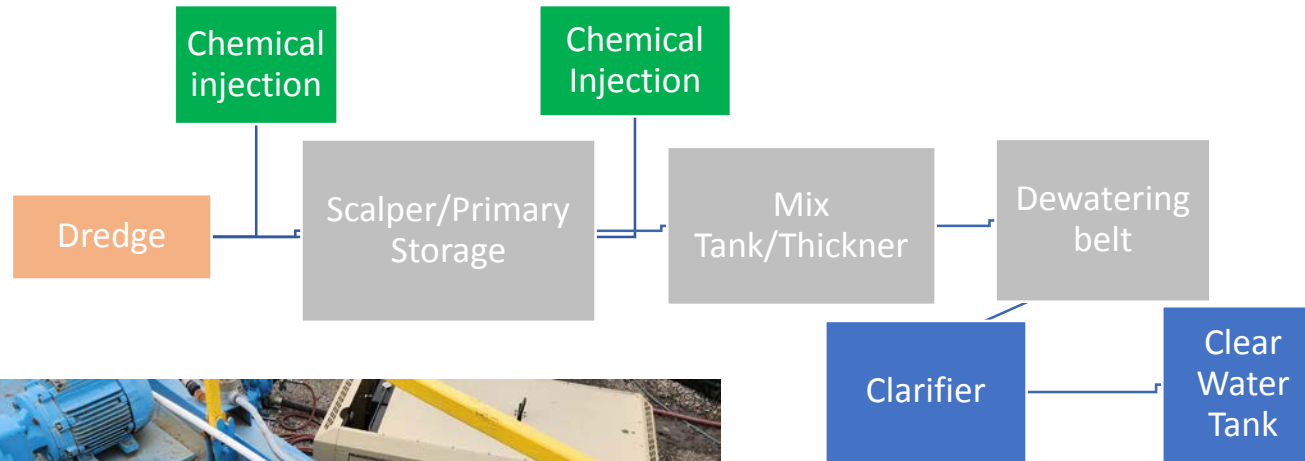 Chemical
injection
Chemical
Injection
Dredge
Scalper/Primary
Storage
Mix
Tank/Thickner
Dewatering
belt
Clarifier
Clear
Water
Tank